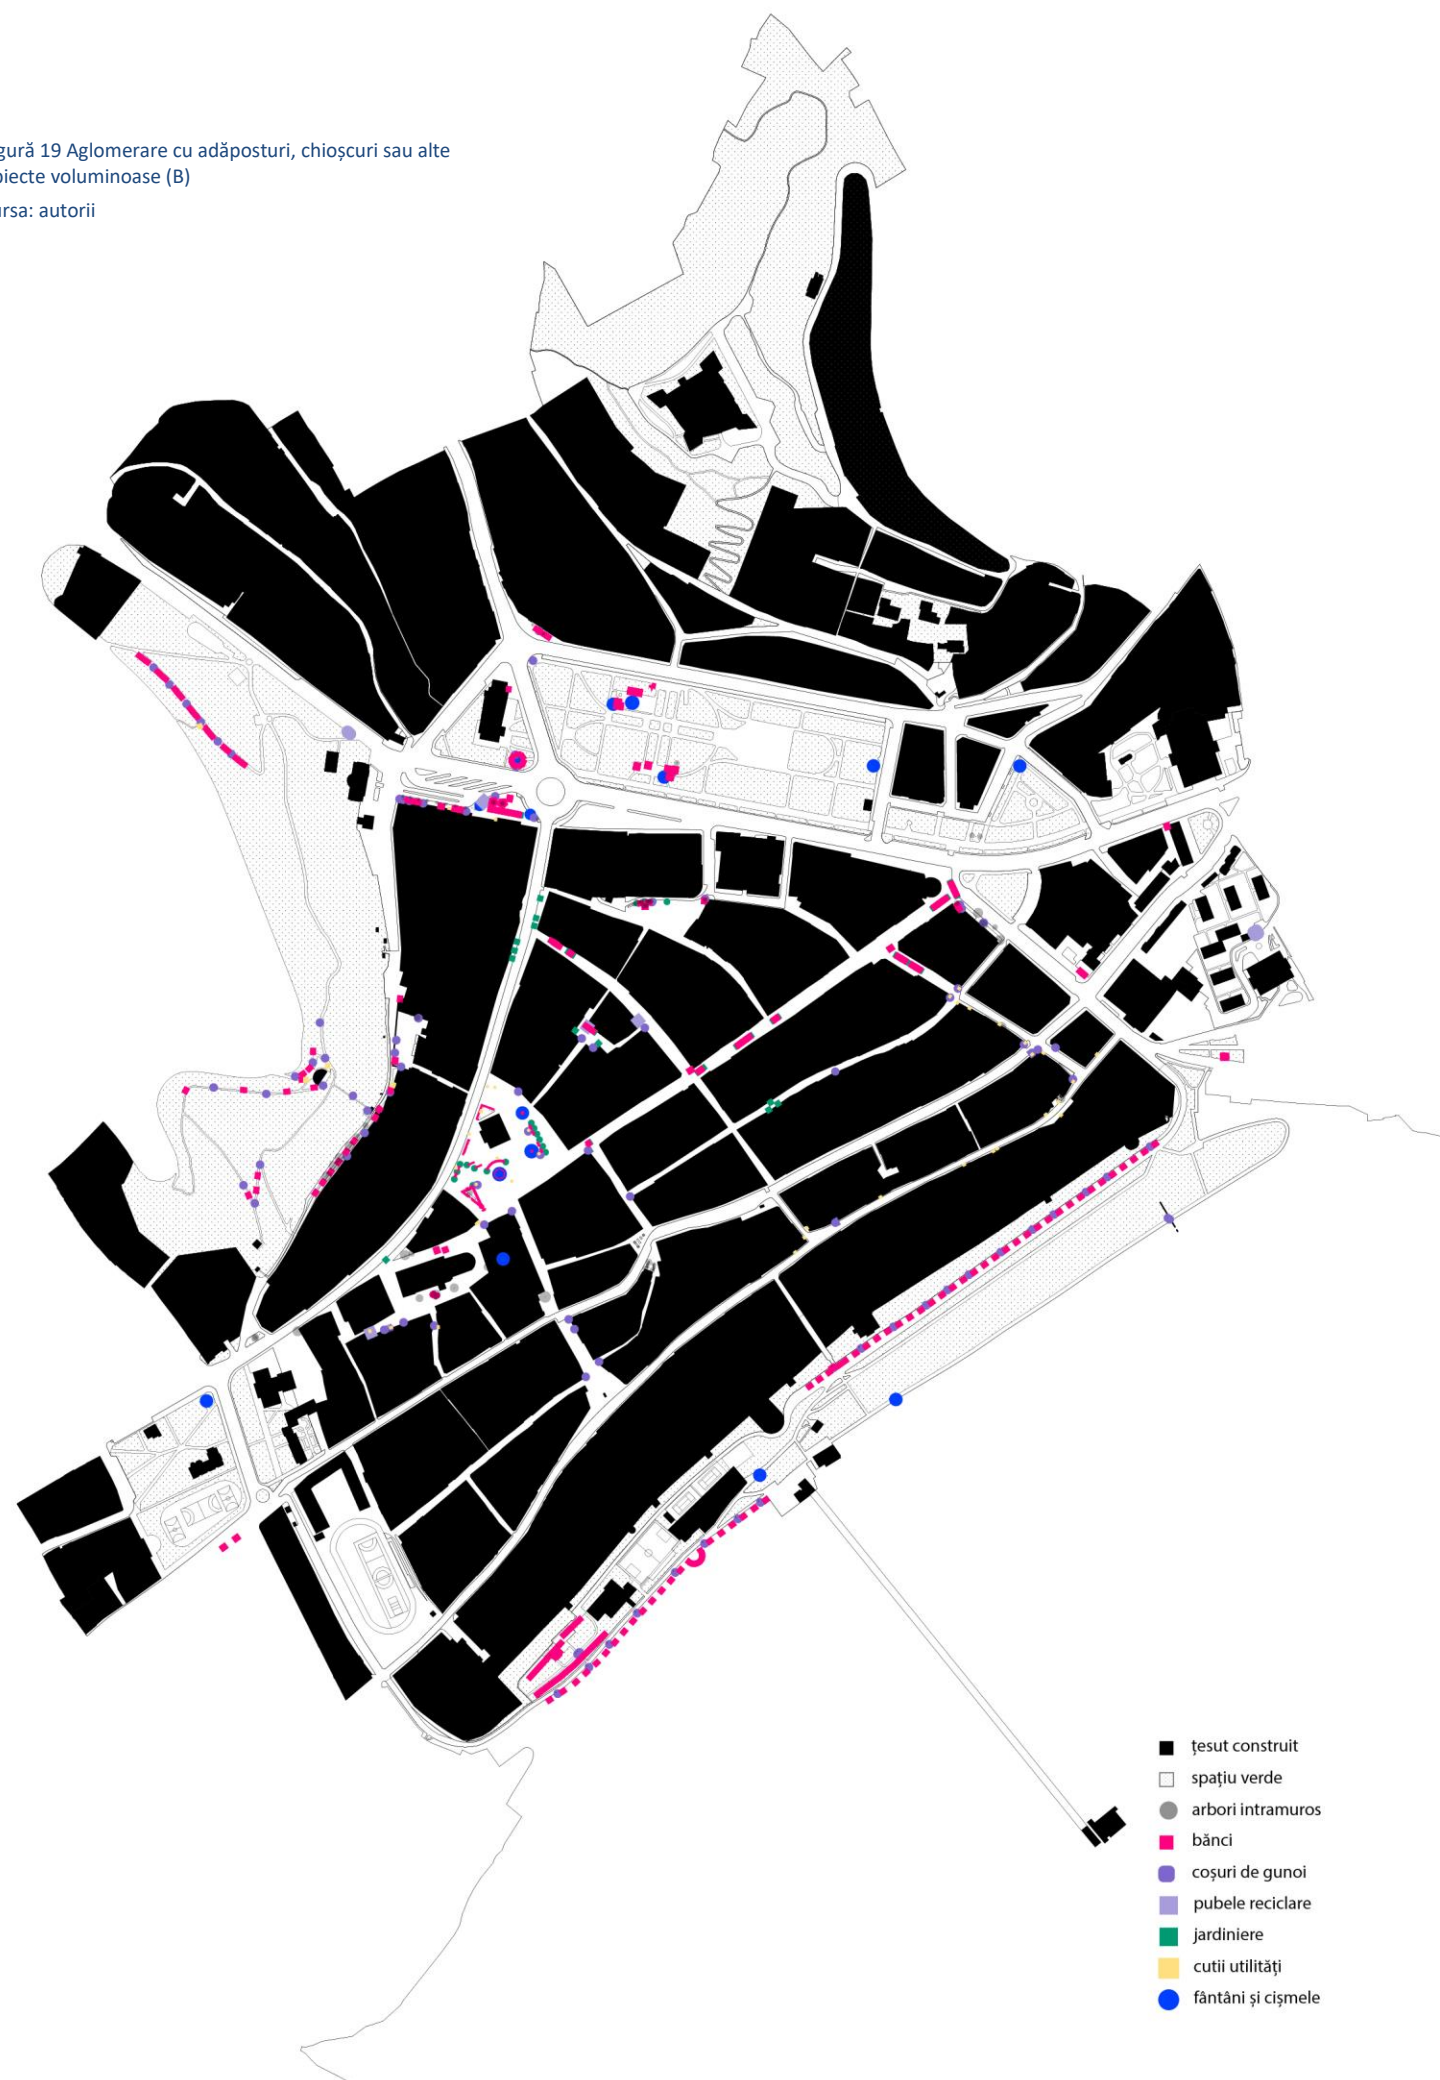 gură 19 Aglomerare cu adăposturi, chioșcuri sau alte
biecte voluminoase (B)
rsa: autorii
țesut construit
spațiu verde
arbori intramuros
bănci
coșuri de gunoi
pubele reciclare
jardiniere
cutii utilități
fântâni și cișmele